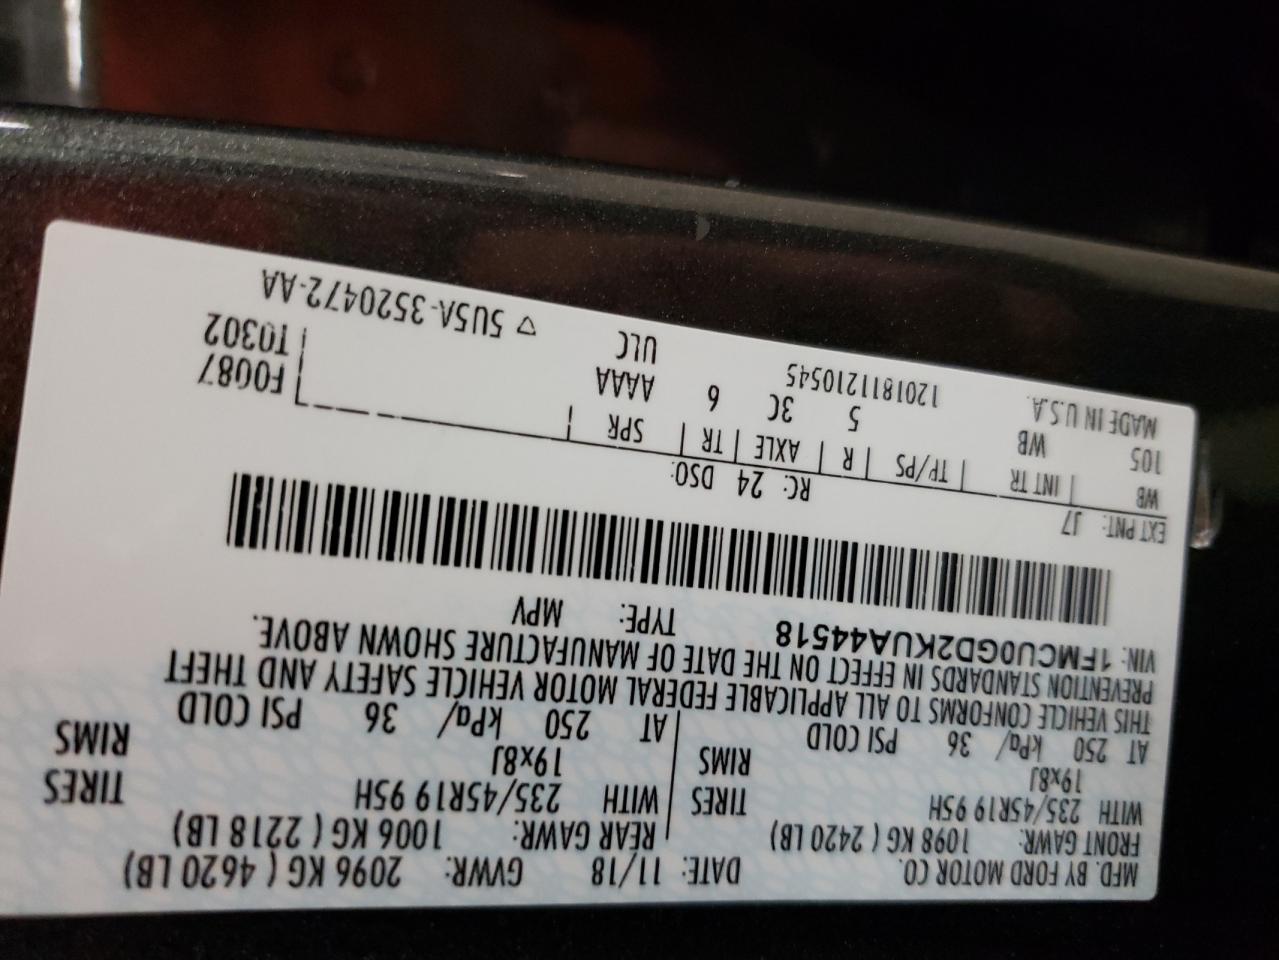 MFD. BY FORD MOTOR CO. DATE: 11/18 GVWR: 2096 KG ( 4620 LB)
FRONT GAWR: 1098 KG ( 2420 LB) REAR GAWR: 1006 KG ( 2218 LB)
WITH 235/45R19 95H TIRES WITH 235/45R19 95H TIRES
19x8J RIMS 19x8J RIMS
AT 250 kPa/ 36 PSI COLD AT 250 kPa/ 36 PSI COLD
THIS VEHICLE CONFORMS TO ALL APPLICABLE FEDERAL MOTOR VEHICLE SAFETY AND THEFT
PREVENTION STANDARDS IN EFFECT ON THE DATE OF MANUFACTURE SHOWN ABOVE.
VIN: 1FMCU0GD2KUA44518 TYPE: MPV
EXT PNT: J7 RC: 24 DSO:
WB | INT TR | TP/PS | R | AXLE | TR | SPR | F0087
105 WB 5 3C 6 AAAA T0302
MADE IN U.S.A. 120181121054​5 ULC ▽ 5U5A-3520472-AA